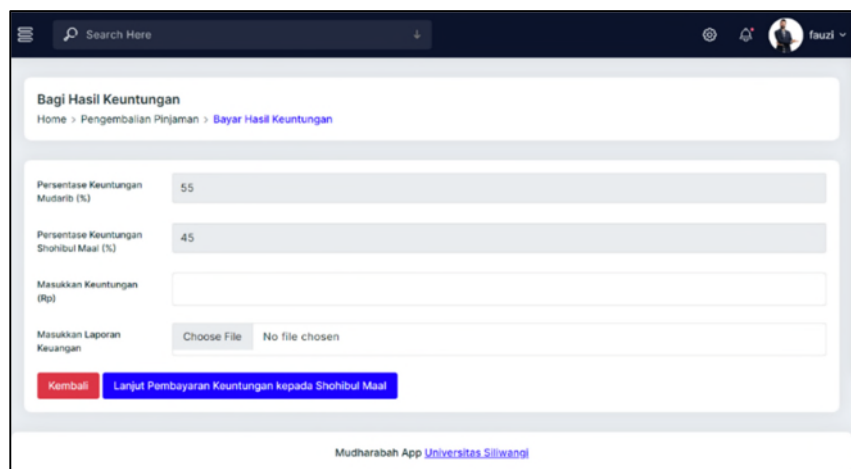 Search Here
fauzi
Bagi Hasil Keuntungan
Home > Pengembalian Pinjaman > Bayar Hasil Keuntungan
Persentase Keuntungan
Mudarib (%)
55
Persentase Keuntungan
Shohibul Maal (%)
45
Masukkan Keuntungan
(Rp)
Masukkan Laporan
Keuangan
Choose File No file chosen
Kembali Lanjut Pembayaran Keuntungan kepada Shohibul Maal
Mudharabah App Universitas Siliwangi